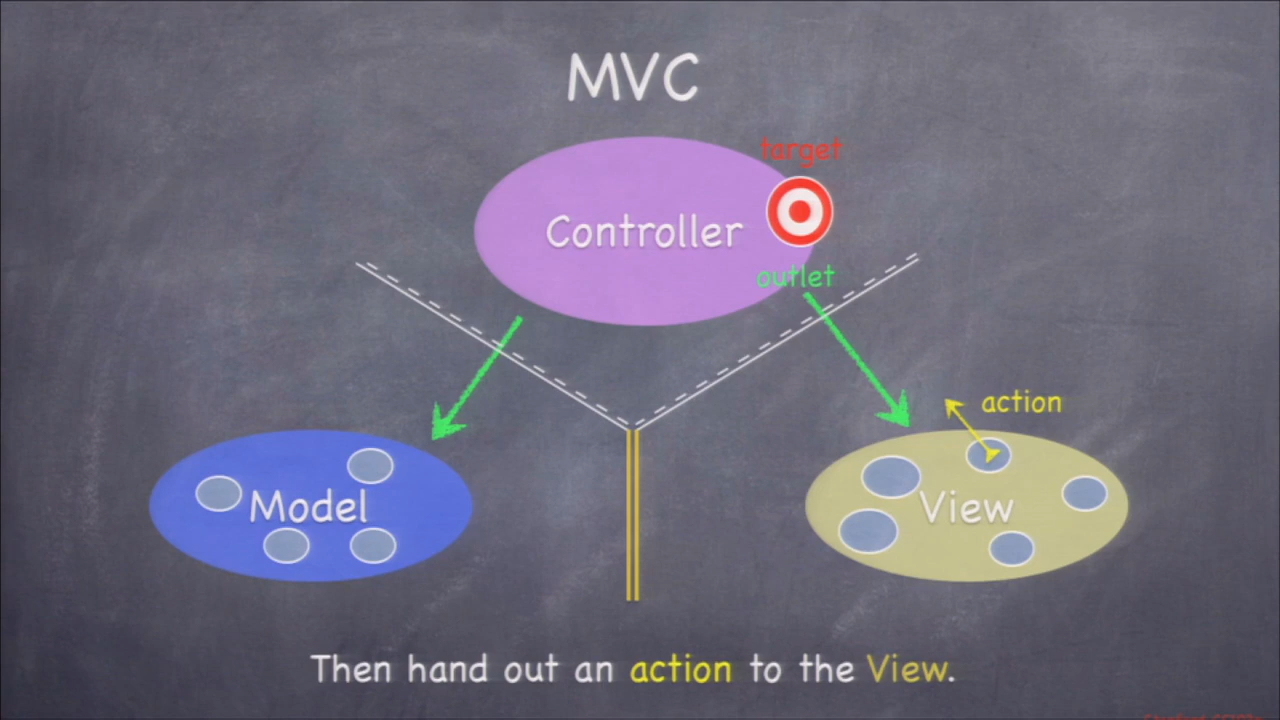 MVC
target
Controller
outlet
action
Model
View
Then hand out an action to the View.